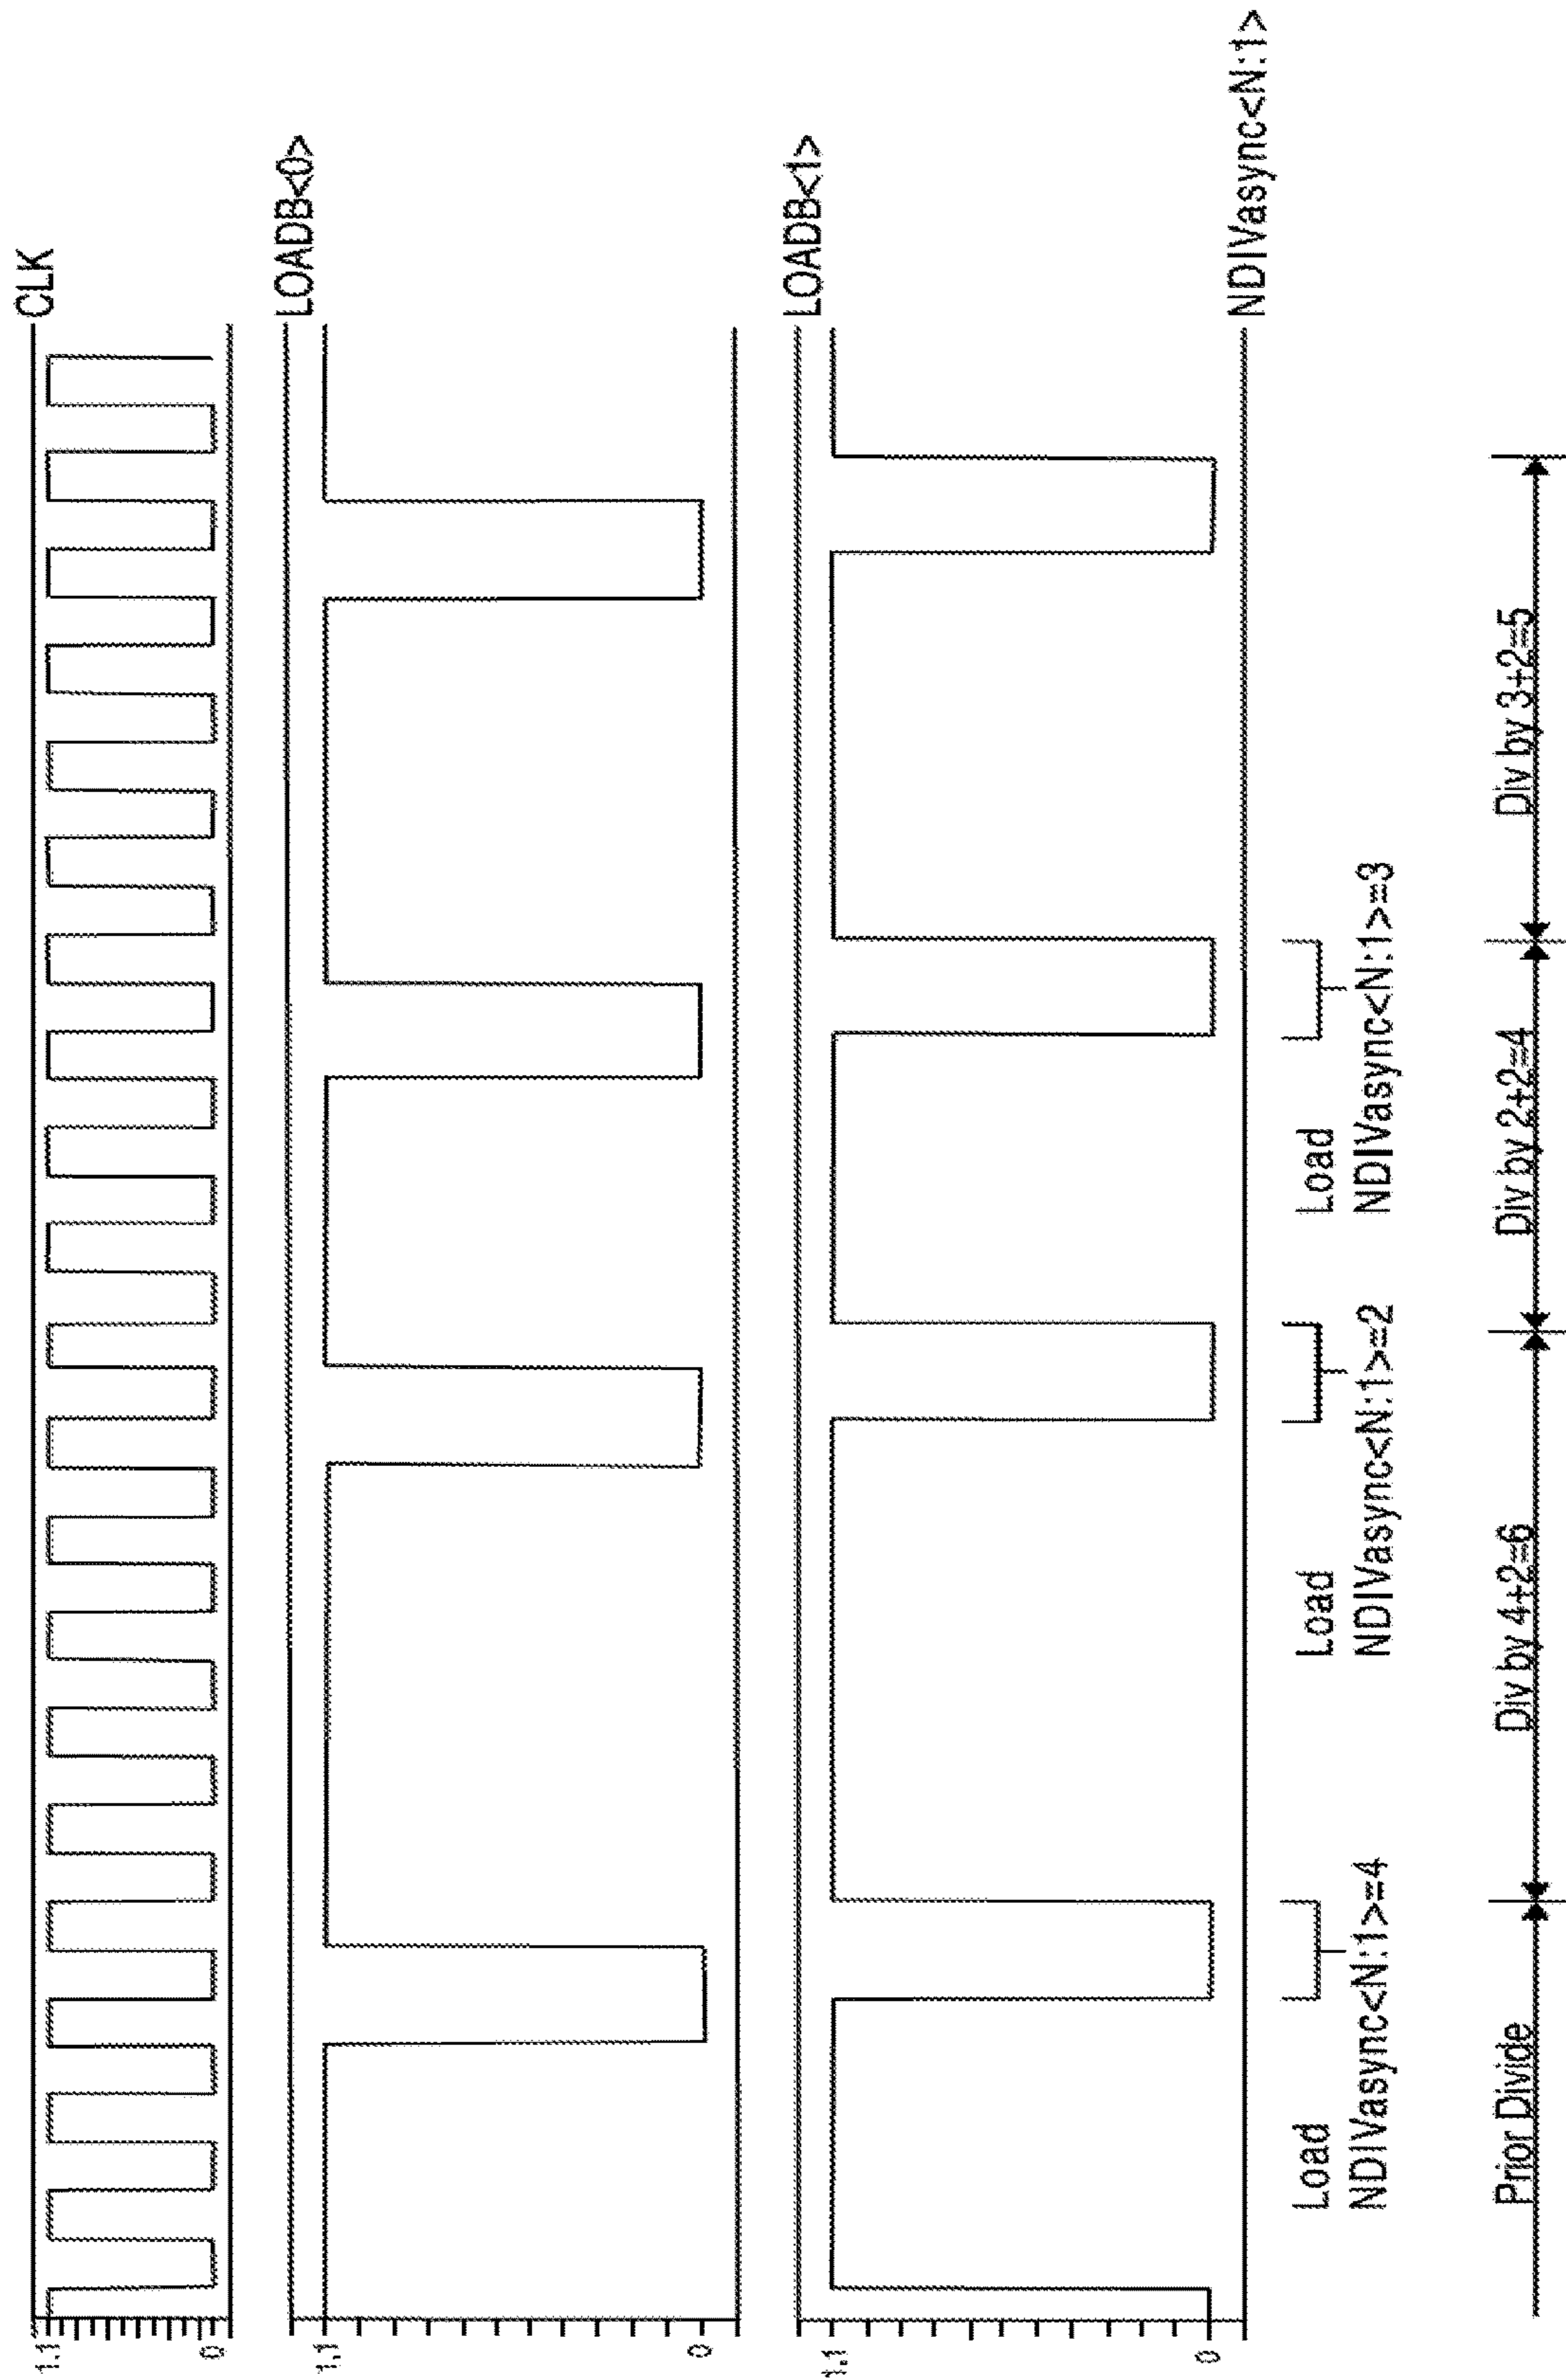 CLK
1.1
0
LOADB<0>
1.1
0
LOADB<1>
1.1
0
NDIVasync<N:1>
Load
NDIVasync<N:1>=4
Load
NDIVasync<N:1>=2
Load
NDIVasync<N:1>=3
Prior Divide
Div by 4+2=6
Div by 2+2=4
Div by 3+2=5